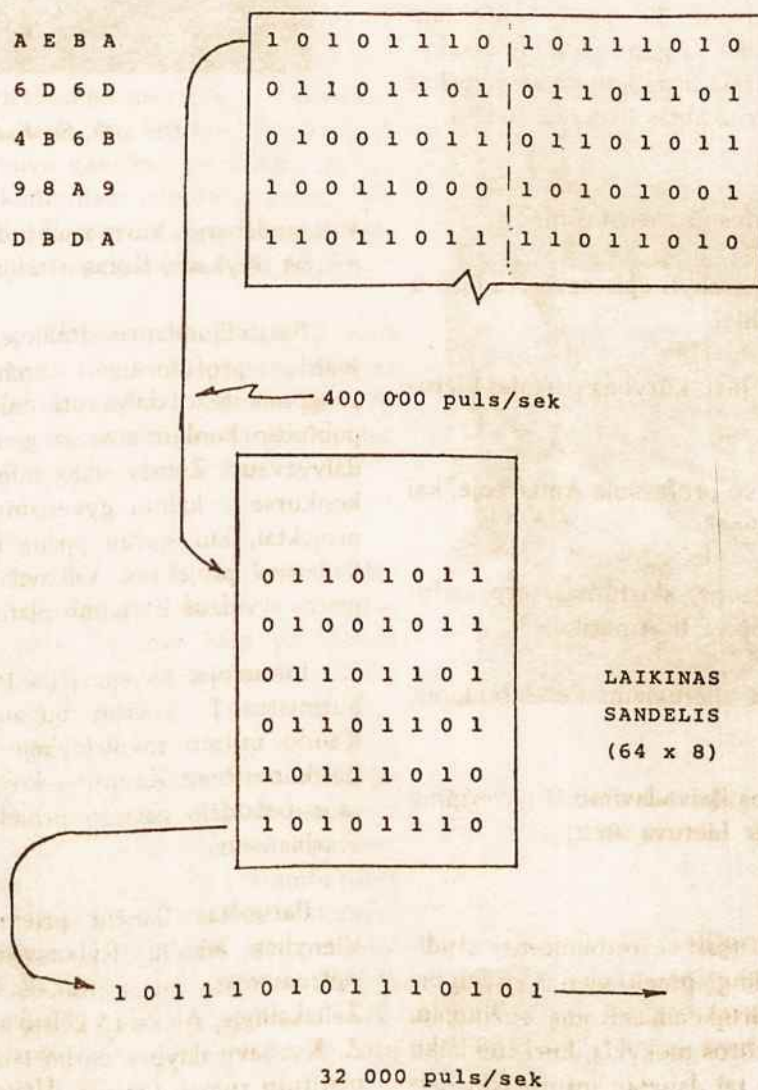 A E B A 1 0 1 0 1 1 1 0 1 0 1 1 1 0 1 0
6 D 6 D 0 1 1 0 1 1 0 1 0 1 1 0 1 1 0 1
4 B 6 B 0 1 0 0 1 0 1 1 0 1 1 0 1 0 1 1
9 8 A 9 1 0 0 1 1 0 0 0 1 0 1 0 1 0 0 1
D B D A 1 1 0 1 1 0 1 1 1 1 0 1 1 0 1 0
400 000 puls/sek
0 1 1 0 1 0 1 1
0 1 0 0 1 0 1 1
0 1 1 0 1 1 0 1
0 1 1 0 1 1 0 1
1 0 1 1 1 0 1 0
1 0 1 0 1 1 1 0
LAIKINAS
SANDELIS
(64 x 8)
1 0 1 1 1 0 1 0 1 0 1 1 1 0 1 0 1
32 000 puls/sek